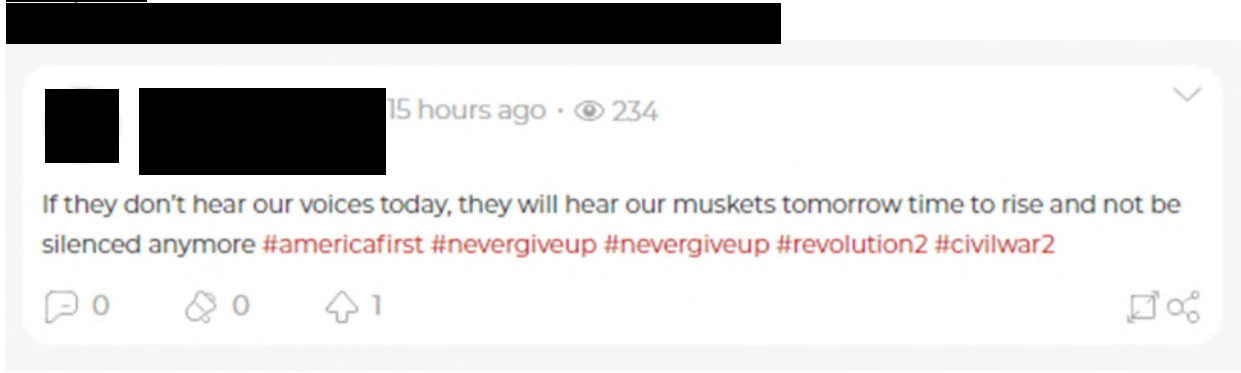 15 hours ago · 234
If they don't hear our voices today, they will hear our muskets tomorrow time to rise and not be
silenced anymore #americafirst #nevergiveup #nevergiveup #revolution2 #civilwar2
0 0 1